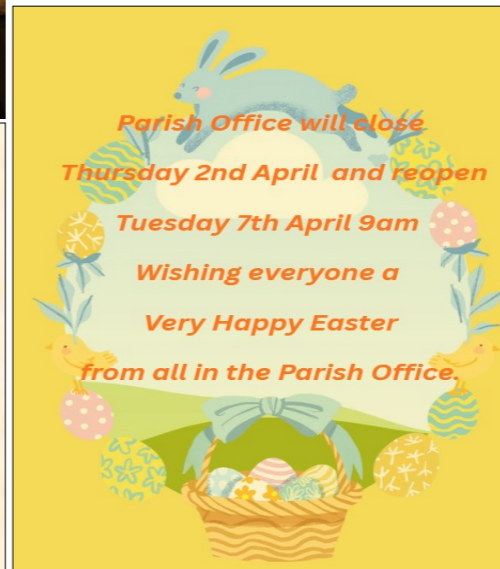 Parish Office will close
Thursday 2nd April and reopen
Tuesday 7th April 9am
Wishing everyone a
Very Happy Easter
from all in the Parish Office.